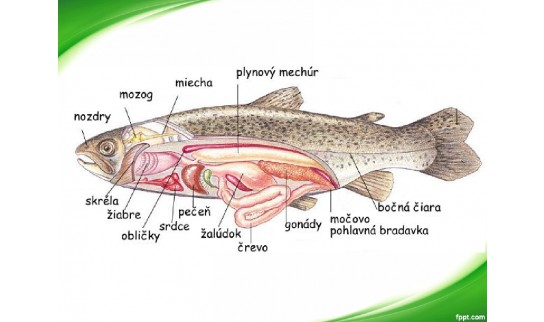 plynový mechúr
miecha
mozog
nozdry
skréla
žiabre
obličky
srdce
pečeň
žalúdok
črevo
gonády
močovo
pohlavná bradavka
bočná čiara
fppt.com